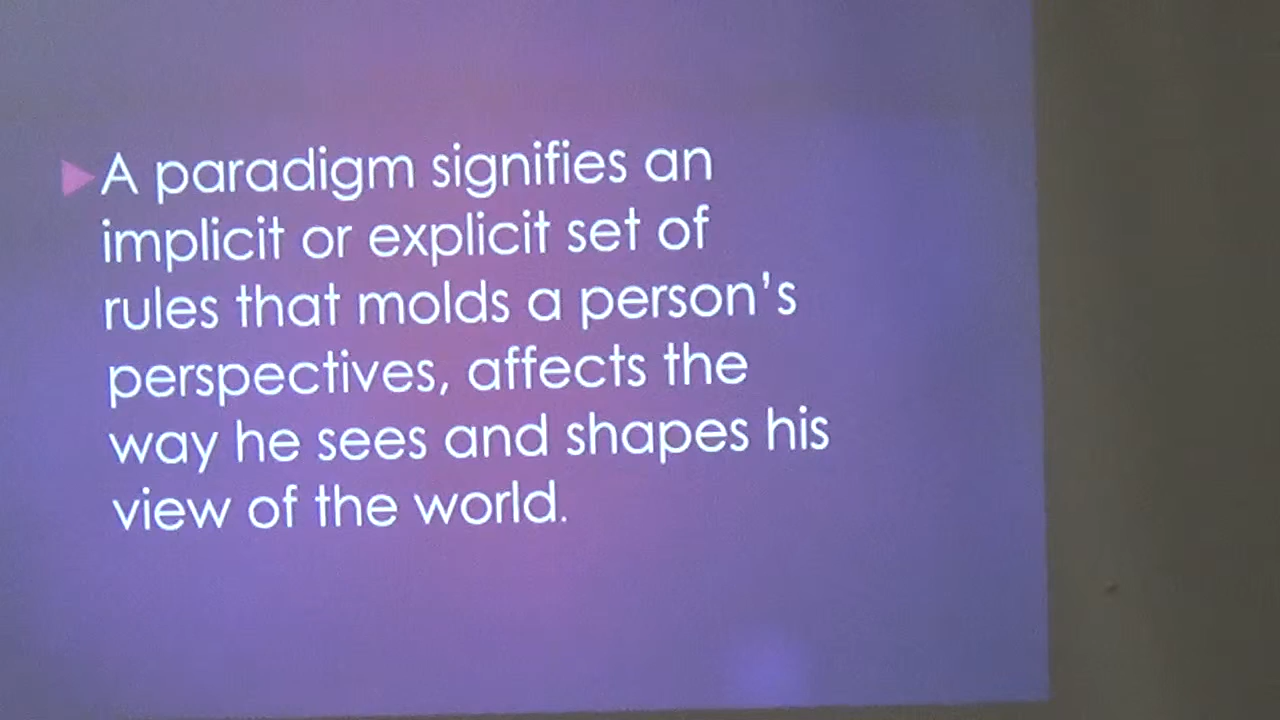 A paradigm signifies an
implicit or explicit set of
rules that molds a person's
perspectives, affects the
way he sees and shapes his
view of the world.